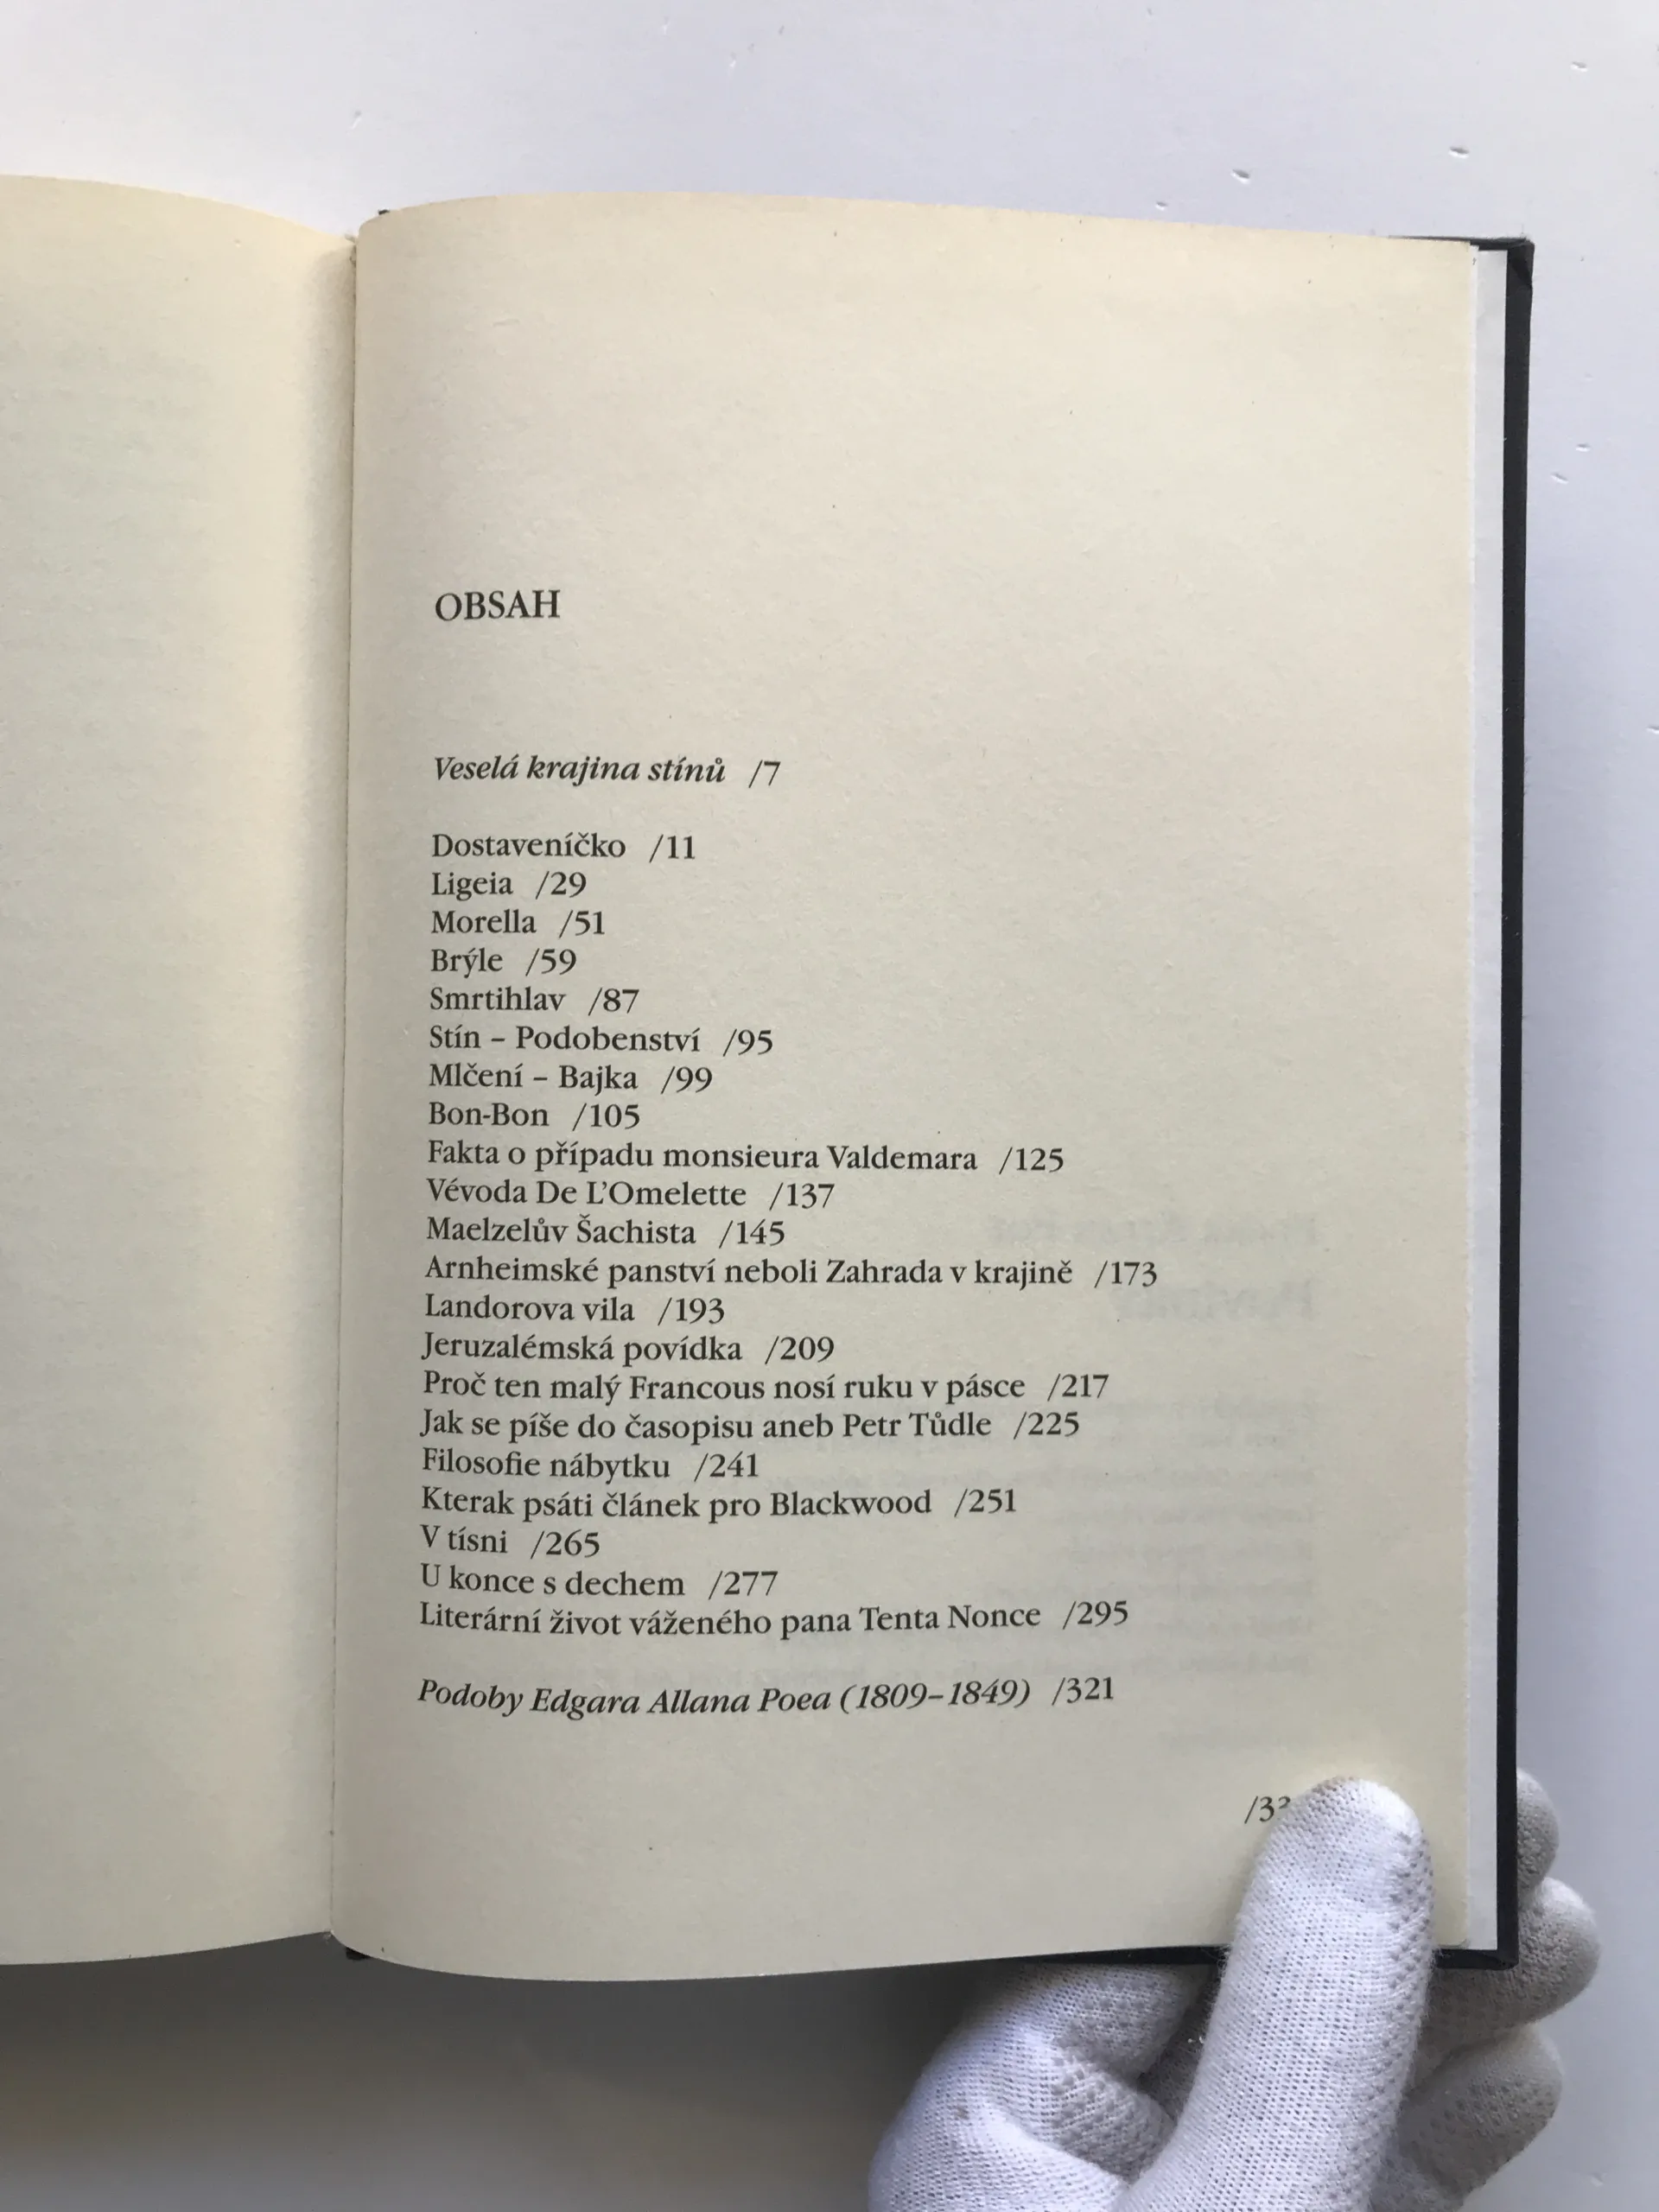 OBSAH
Veselá krajina stínů /7
Dostaveníčko /11
Ligeia /29
Morella /51
Brýle /59
Smrtihlav /87
Stín – Podobenství /95
Mlčení – Bajka /99
Bon-Bon /105
Fakta o případu monsieura Valdemara /125
Vévoda De L'Omelette /137
Maelzelův Šachista /145
Arnheimské panství neboli Zahrada v krajině /173
Landorova vila /193
Jeruzalémská povídka /209
Proč ten malý Francous nosí ruku v pásce /217
Jak se píše do časopisu aneb Petr Tůdle /225
Filosofie nábytku /241
Kterak psáti článek pro Blackwood /251
V tísni /265
U konce s dechem /277
Literární život váženého pana Tenta Nonce /295
Podoby Edgara Allana Poea (1809–1849) /321